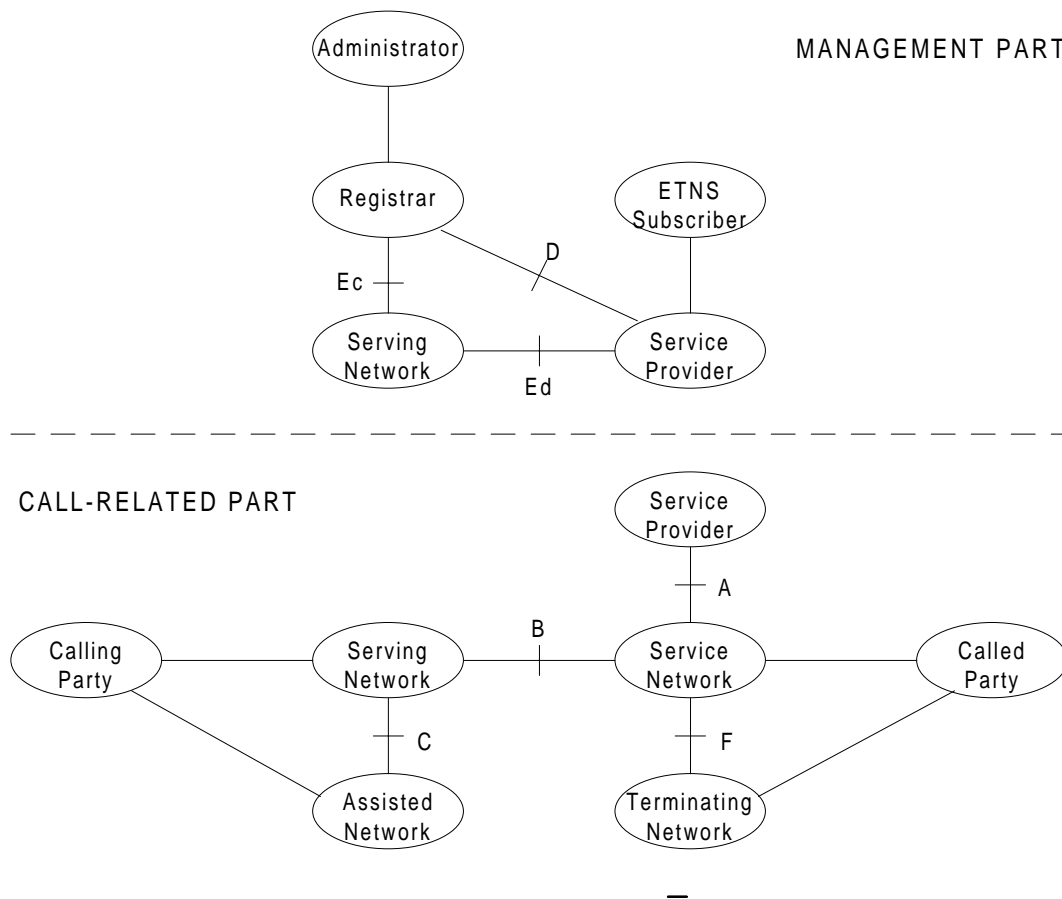 Administrator
MANAGEMENT PART
Registrar
ETNS
Subscriber
D
Ec
Serving
Network
Service
Provider
Ed
CALL-RELATED PART
Service
Provider
A
B
Calling
Party
Serving
Network
Service
Network
Called
Party
C
F
Assisted
Network
Terminating
Network